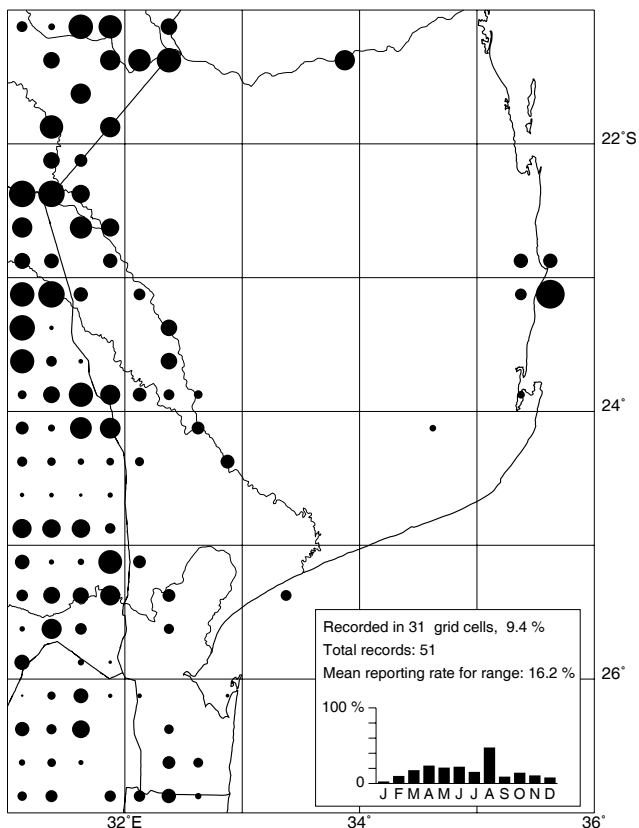 22°S
24°
Recorded in 31 grid cells, 9.4 %
Total records: 51
Mean reporting rate for range: 16.2 %
26°
100 %
0
J F M A M J J A S O N D
32°E
34°
36°